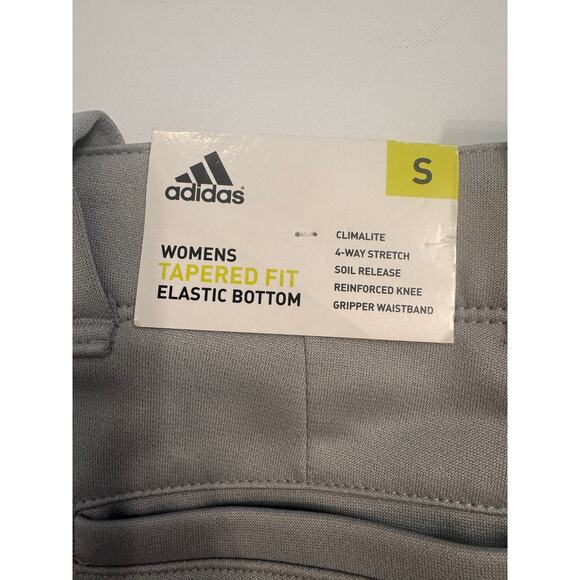 adidas®
S
WOMENS
TAPERED FIT
ELASTIC BOTTOM
CLIMALITE
4-WAY STRETCH
SOIL RELEASE
REINFORCED KNEE
GRIPPER WAISTBAND